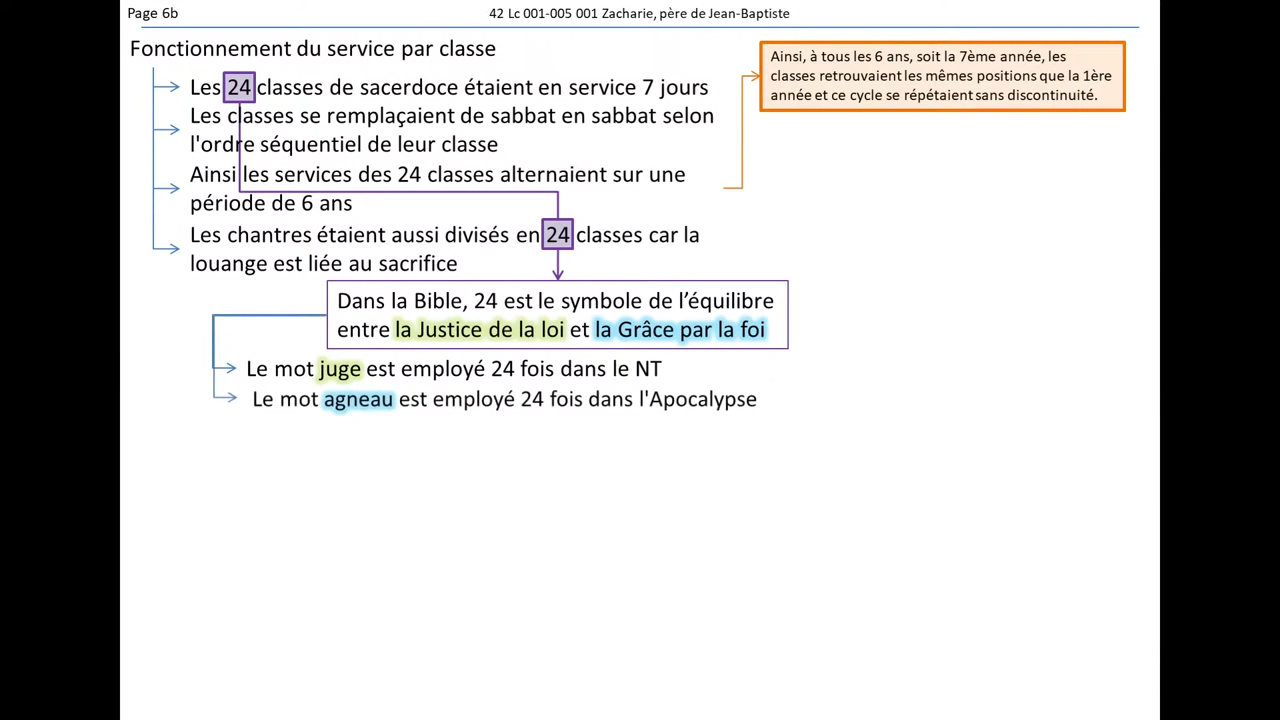 Page 6b
42 Lc 001-005 001 Zacharie, père de Jean-Baptiste
Fonctionnement du service par classe
Les 24 classes de sacerdoce étaient en service 7 jours
Les classes se remplaçaient de sabbat en sabbat selon
l'ordre séquentiel de leur classe
Ainsi les services des 24 classes alternaient sur une
période de 6 ans
Ainsi, à tous les 6 ans, soit la 7ème année, les
classes retrouvaient les mêmes positions que la 1ère
année et ce cycle se répétaient sans discontinuité.
Les chantres étaient aussi divisés en 24 classes car la
louange est liée au sacrifice
Dans la Bible, 24 est le symbole de l’équilibre
entre la Justice de la loi et la Grâce par la foi
Le mot juge est employé 24 fois dans le NT
Le mot agneau est employé 24 fois dans l'Apocalypse